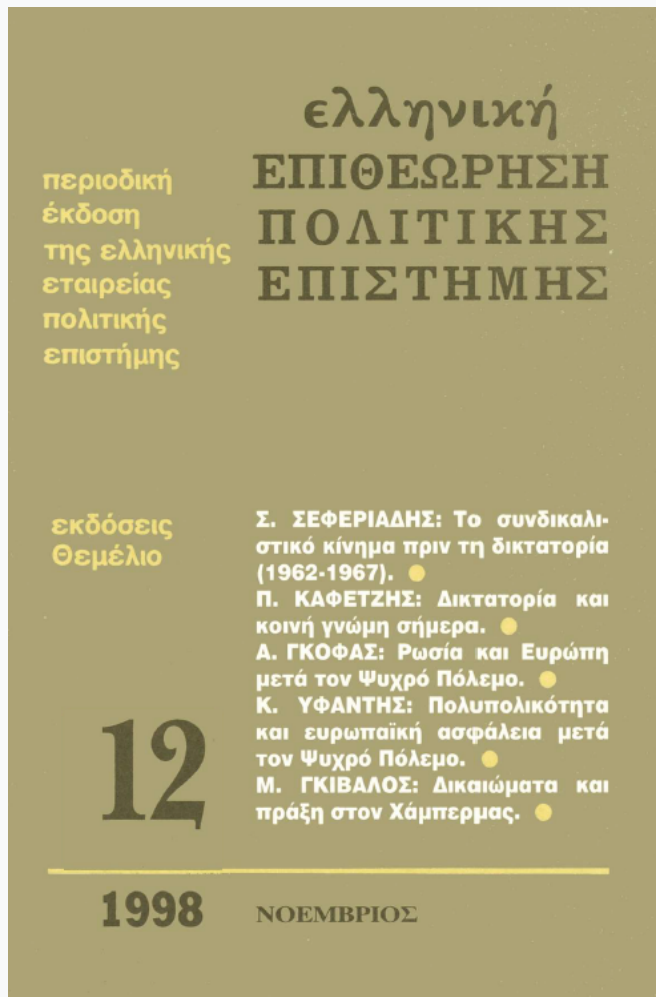 ελληνική
ΕΠΙΘΕΩΡΗΣΗ
ΠΟΛΙΤΙΚΗΣ
ΕΠΙΣΤΗΜΗΣ
περιοδική
έκδοση
της ελληνικής
εταιρείας
πολιτικής
επιστήμης
εκδόσεις
Θεμέλιο
Σ. ΣΕΦΕΡΙΑΔΗΣ: Το συνδικαλι-
στικό κίνημα πριν τη δικτατορία
(1962-1967).
Π. ΚΑΦΕΤΖΗΣ: Δικτατορία και
κοινή γνώμη σήμερα.
Α. ΓΚΟΦΑΣ: Ρωσία και Ευρώπη
μετά τον Ψυχρό Πόλεμο.
Κ. ΥΦΑΝΤΗΣ: Πολυπολικότητα
και ευρωπαϊκή ασφάλεια μετά
τον Ψυχρό Πόλεμο.
Μ. ΓΚΙΒΑΛΟΣ: Δικαιώματα και
πράξη στον Χάμπερμας.
12
1998 ΝΟΕΜΒΡΙΟΣ